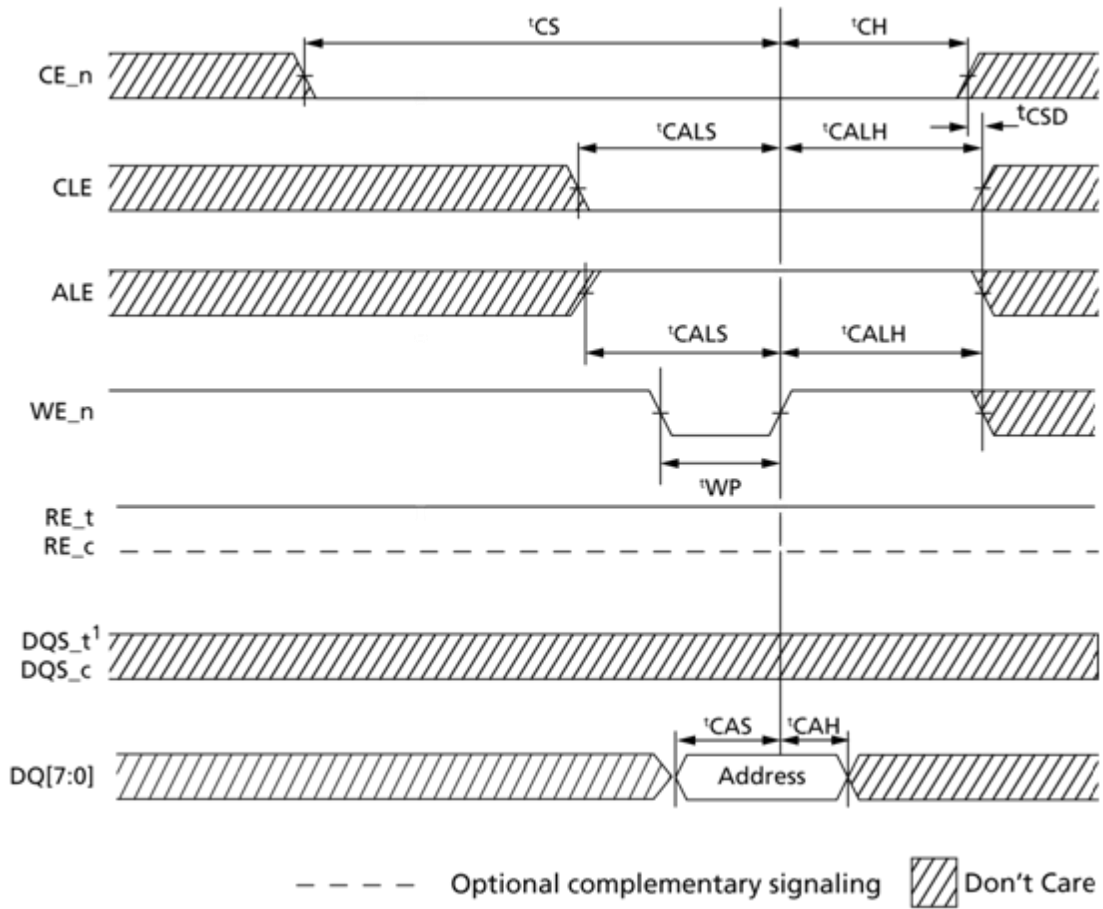 tCS tCH
CE_n
tCSD
tCALS tCALH
CLE
ALE
tCALS tCALH
WE_n
tWP
RE_t
RE_c
DQS_t1
DQS_c
tCAS tCAH
DQ[7:0] Address
Optional complementary signaling Don't Care